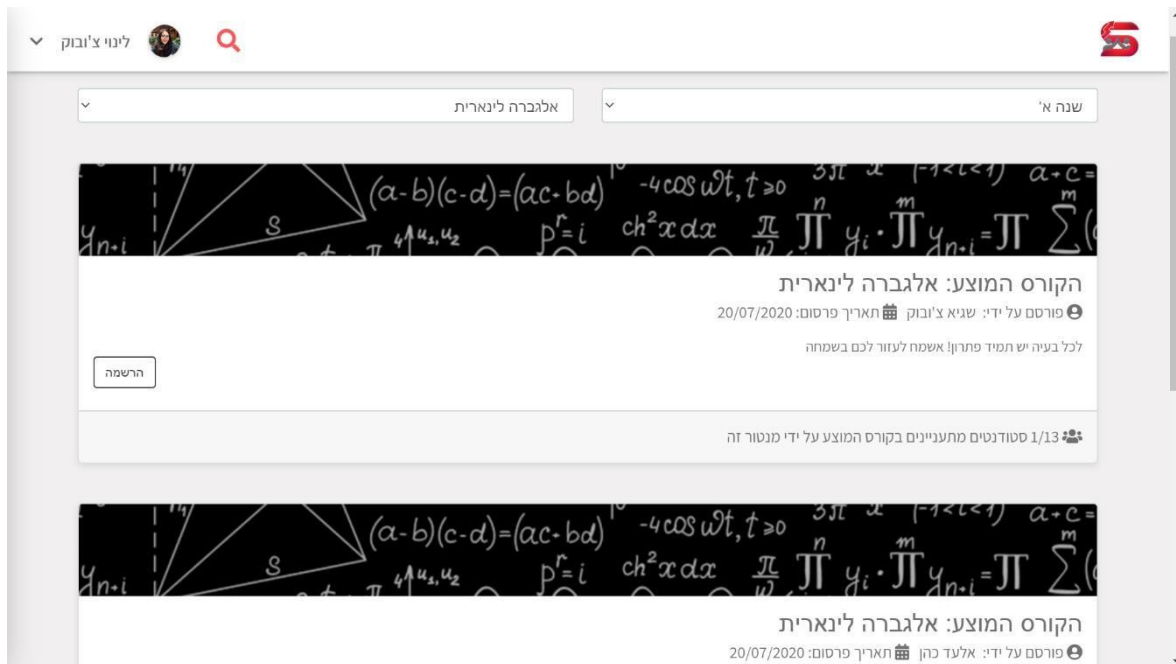 לינוי צ'ובוק
שנה א'
אלגברה לינארית
(a-b)(c-d)=(ac+bd)
-4cos ωt, t≥0
ch²x dx
הקורס המוצע: אלגברה לינארית
פורסם על ידי: שגיא צ'ובוק תאריך פרסום: 20/07/2020
לכל בעיה יש תמיד פתרון! אשמח לעזור לכם בשמחה
הרשמה
1/13 סטודנטים מתעניינים בקורס המוצע על ידי מנטור זה
(a-b)(c-d)=(ac+bd)
-4cos ωt, t≥0
ch²x dx
הקורס המוצע: אלגברה לינארית
פורסם על ידי: אלעד כהן תאריך פרסום: 20/07/2020